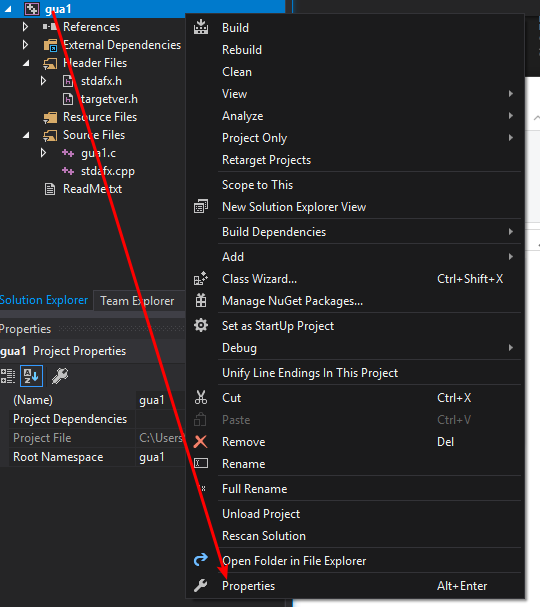 gua1
References
External Dependencies
Header Files
stdafx.h
targetver.h
Resource Files
Source Files
gua1.c
stdafx.cpp
ReadMe.txt
Solution Explorer Team Explorer
Properties
gua1 Project Properties
(Name) gua1
Project Dependencies
Project File C:\Users
Root Namespace gua1
Build
Rebuild
Clean
View
Analyze
Project Only
Retarget Projects
Scope to This
New Solution Explorer View
Build Dependencies
Add
Class Wizard... Ctrl+Shift+X
Manage NuGet Packages...
Set as StartUp Project
Debug
Unify Line Endings In This Project
Cut Ctrl+X
Paste Ctrl+V
Remove Del
Rename
Full Rename
Unload Project
Rescan Solution
Open Folder in File Explorer
Properties Alt+Enter